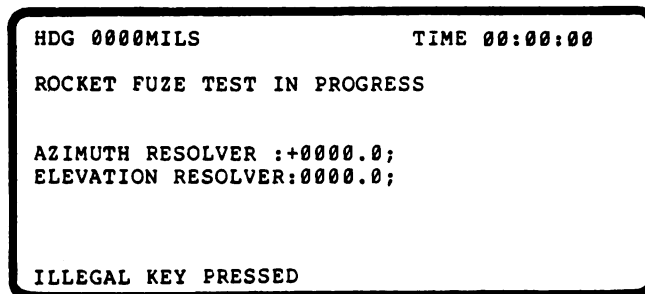 HDG 0000MILS TIME 00:00:00
ROCKET FUZE TEST IN PROGRESS
AZIMUTH RESOLVER :+0000.0;
ELEVATION RESOLVER:0000.0;
ILLEGAL KEY PRESSED